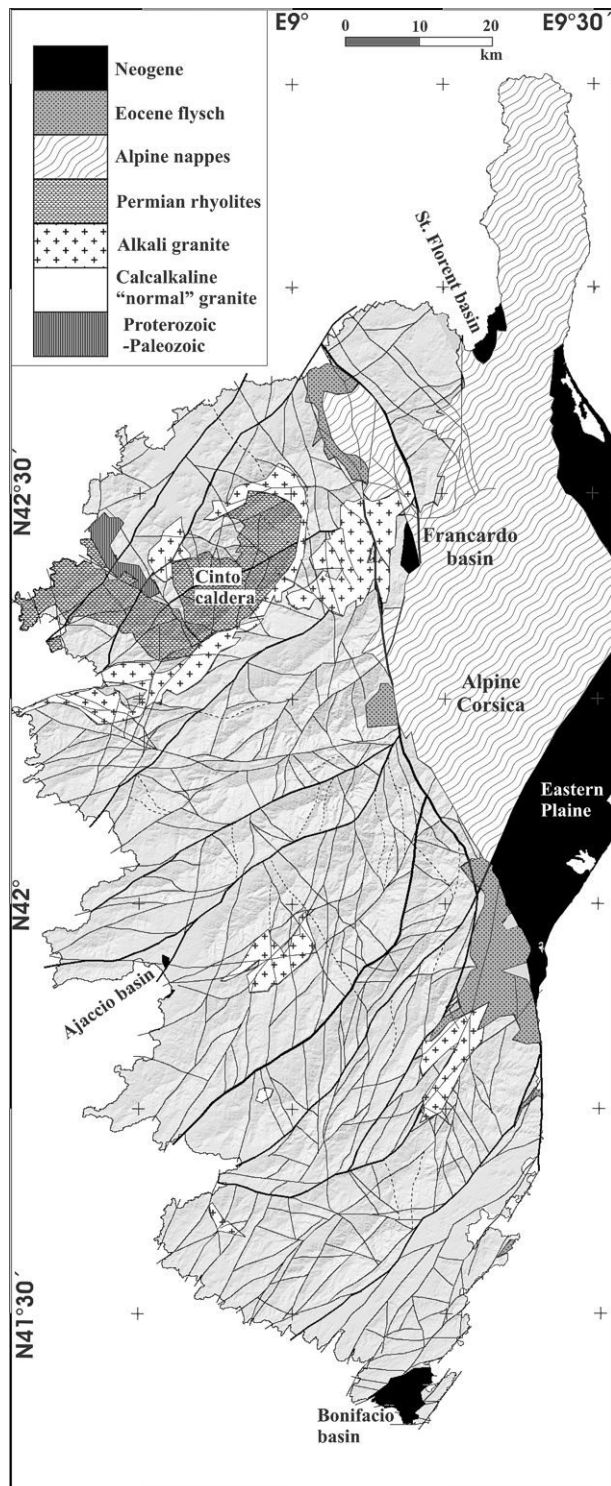 E9°
E9°30'
0 10 20
km
Neogene
Eocene flysch
Alpine nappes
Permian rhyolites
Alkali granite
Calcalkaline
“normal” granite
Proterozoic
-Paleozoic
St. Florent basin
N42°30'
Francardo
basin
Cinto
caldera
Alpine
Corsica
Eastern
Plaine
N42°
Ajaccio basin
N41°30'
Bonifacio
basin